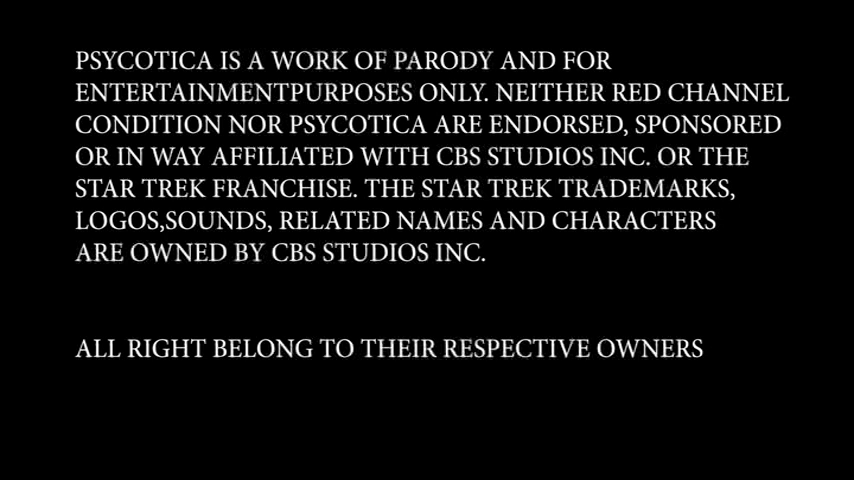 PSYCOTICA IS A WORK OF PARODY AND FOR
ENTERTAINMENTPURPOSES ONLY. NEITHER RED CHANNEL
CONDITION NOR PSYCOTICA ARE ENDORSED, SPONSORED
OR IN WAY AFFILIATED WITH CBS STUDIOS INC. OR THE
STAR TREK FRANCHISE. THE STAR TREK TRADEMARKS,
LOGOS,SOUNDS, RELATED NAMES AND CHARACTERS
ARE OWNED BY CBS STUDIOS INC.
ALL RIGHT BELONG TO THEIR RESPECTIVE OWNERS